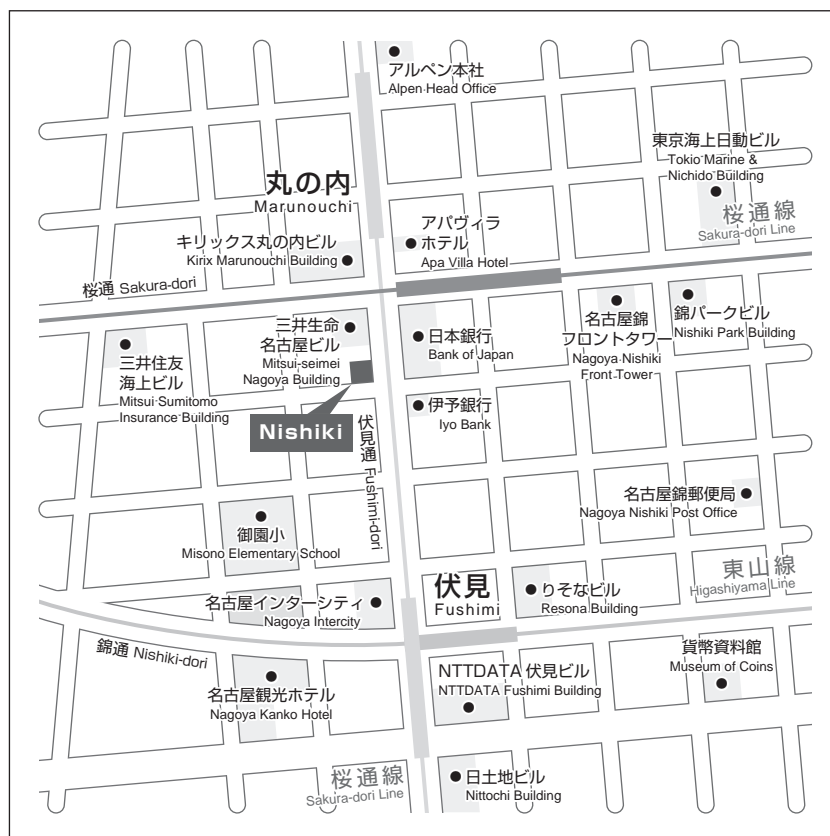 アルペン本社
Alpen Head Office
東京海上日動ビル
Tokio Marine &
Nichido Building
丸の内
Marunouchi
桜通線
Sakura-dori Line
アパヴィラ
ホテル
Apa Villa Hotel
キリックス丸の内ビル
Kirix Marunouchi Building
桜通 Sakura-dori
三井生命
名古屋ビル
Mitsui-seimei
Nagoya Building
日本銀行
Bank of Japan
名古屋錦
フロントタワー
Nagoya Nishiki
Front Tower
錦パークビル
Nishiki Park Building
三井住友
海上ビル
Mitsui Sumitomo
Insurance Building
Nishiki
伊予銀行
Iyo Bank
伏見通 Fushimi-dori
名古屋錦郵便局
Nagoya Nishiki Post Office
御園小
Misono Elementary School
東山線
Higashiyama Line
伏見
Fushimi
りそなビル
Resona Building
名古屋インターシティ
Nagoya Intercity
錦通 Nishiki-dori
貨幣資料館
Museum of Coins
NTTDATA 伏見ビル
NTTDATA Fushimi Building
名古屋観光ホテル
Nagoya Kanko Hotel
桜通線
Sakura-dori Line
日土地ビル
Nittochi Building